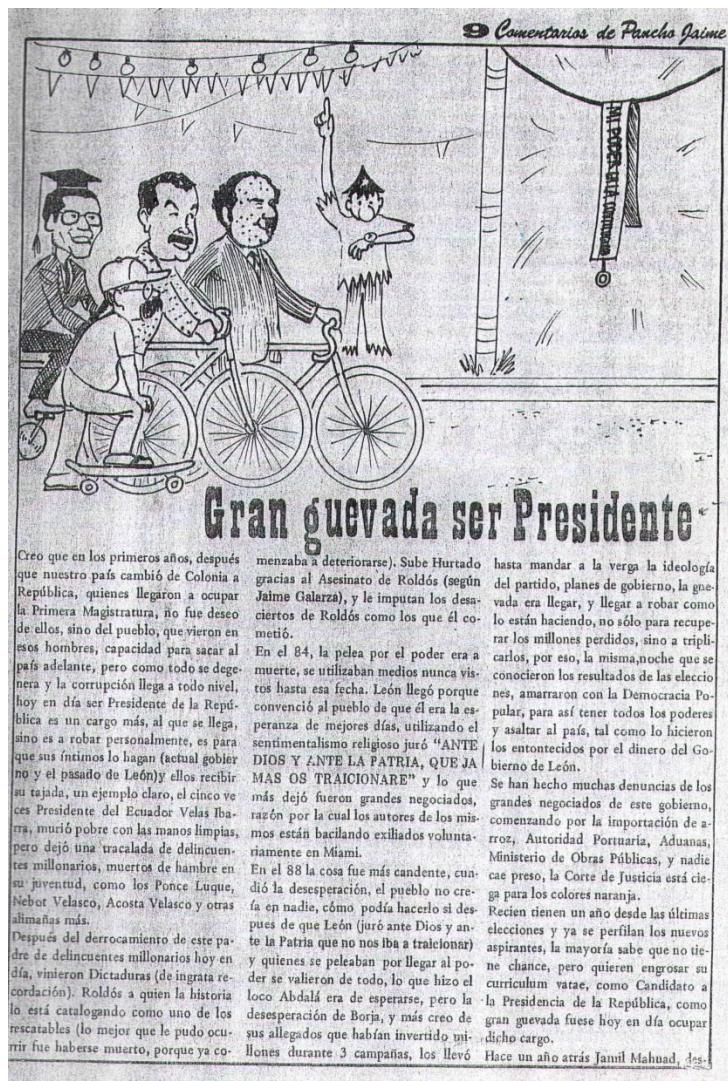 9 Comentarios de Pancho Jaime
MI PODER EN LA
Gran guevada ser Presidente
Creo que en los primeros años, después
que nuestro país cambió de Colonia a
República, quienes llegaron a ocupar
la Primera Magistratura, no fue deseo
de ellos, sino del pueblo, que vieron en
esos hombres, capacidad para sacar al
país adelante, pero como todo se dege-
nera y la corrupción llega a todo nivel,
hoy en día ser Presidente de la Repú-
blica es un cargo más, al que se llega,
sino es a robar personalmente, es para
que sus íntimos lo hagan (actual gobier
no y el pasado de León)y ellos recibir
su tajada, un ejemplo claro, el cinco ve
ces Presidente del Ecuador Velas Iba-
rra, murió pobre con las manos limpias,
pero dejó una tracalada de delincuen-
tes millonarios, muertos de hambre en
su juventud, como los Ponce Luque,
Nebot Velasco, Acosta Velasco y otras
alimañas más.
Después del derrocamiento de este pa-
dre de delincuentes millonarios hoy en
día, vinieron Dictaduras (de ingrata re-
cordación). Roldós a quien la historia
lo está catalogando como uno de los
rescatables (lo mejor que le pudo ocu-
rrir fue haberse muerto, porque ya co-
menzaba a deteriorarse). Sube Hurtado
gracias al Asesinato de Roldós (según
Jaime Galarza), y le imputan los desa-
ciertos de Roldós como los que él co-
metió.
En el 84, la pelea por el poder era a
muerte, se utilizaban medios nunca vis-
tos hasta esa fecha. León llegó porque
convenció al pueblo de que él era la es-
peranza de mejores días, utilizando el
sentimentalismo religioso juró "ANTE
DIOS Y ANTE LA PATRIA, QUE JA
MAS OS TRAICIONARE" y lo que
más dejó fueron grandes negociados,
razón por la cual los autores de los mis-
mos están bacilando exiliados volunta-
riamente en Miami.
En el 88 la cosa fue más candente, cun-
dió la desesperación, el pueblo no cre-
ía en nadie, cómo podía hacerlo si des-
pues de que León (juró ante Dios y an-
te la Patria que no nos iba a traicionar)
y quienes se peleaban por llegar al po-
der se valieron de todo, lo que hizo el
loco Abdalá era de esperarse, pero la
desesperación de Borja, y más creo de
sus allegados que habían invertido mi-
llones durante 3 campañas, los llevó
hasta mandar a la verga la ideología
del partido, planes de gobierno, la gue-
vada era llegar, y llegar a robar como
lo están haciendo, no sólo para recupe-
rar los millones perdidos, sino a tripli-
carlos, por eso, la misma,noche que se
conocieron los resultados de las eleccio
nes, amarraron con la Democracia Po-
pular, para así tener todos los poderes
y asaltar al país, tal como lo hicieron
los entontecidos por el dinero del Go-
bierno de León.
Se han hecho muchas denuncias de los
grandes negociados de este gobierno,
comenzando por la importación de a-
rroz, Autoridad Portuaria, Aduanas,
Ministerio de Obras Públicas, y nadie
cae preso, la Corte de Justicia está cie-
ga para los colores naranja.
Recien tienen un año desde las últimas
elecciones y ya se perfilan los nuevos
aspirantes, la mayoría sabe que no tie-
ne chance, pero quieren engrosar su
curriculum vatae, como Candidato a
la Presidencia de la República, como
gran guevada fuese hoy en día ocupar
dicho cargo.
Hace un año atrás Jamil Mahuad, des-